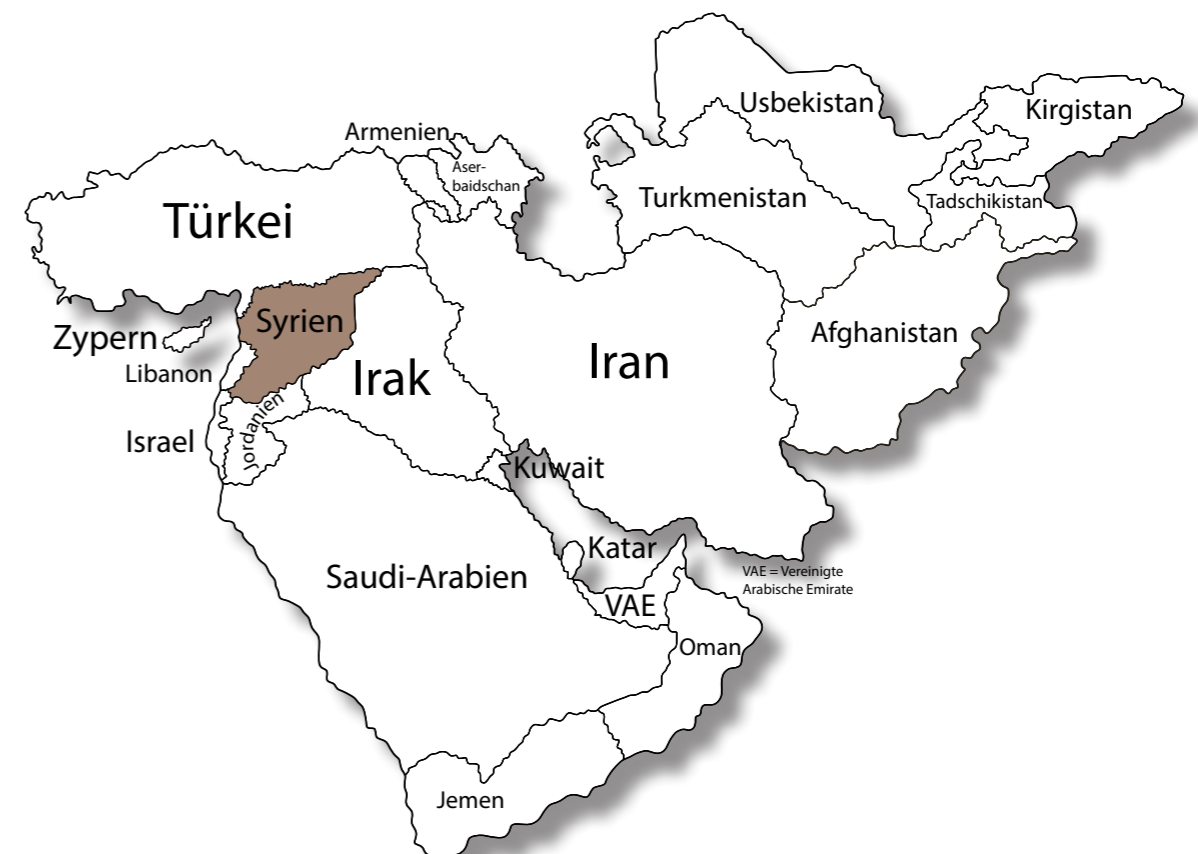 Usbekistan
Kirgistan
Armenien
Aser-
baidschan
Turkmenistan
Tadschikistan
Türkei
Syrien
Zypern
Afghanistan
Libanon
Irak
Iran
Jordanien
Israel
Kuwait
Katar
Saudi-Arabien
VAE = Vereinigte
Arabische Emirate
VAE
Oman
Jemen